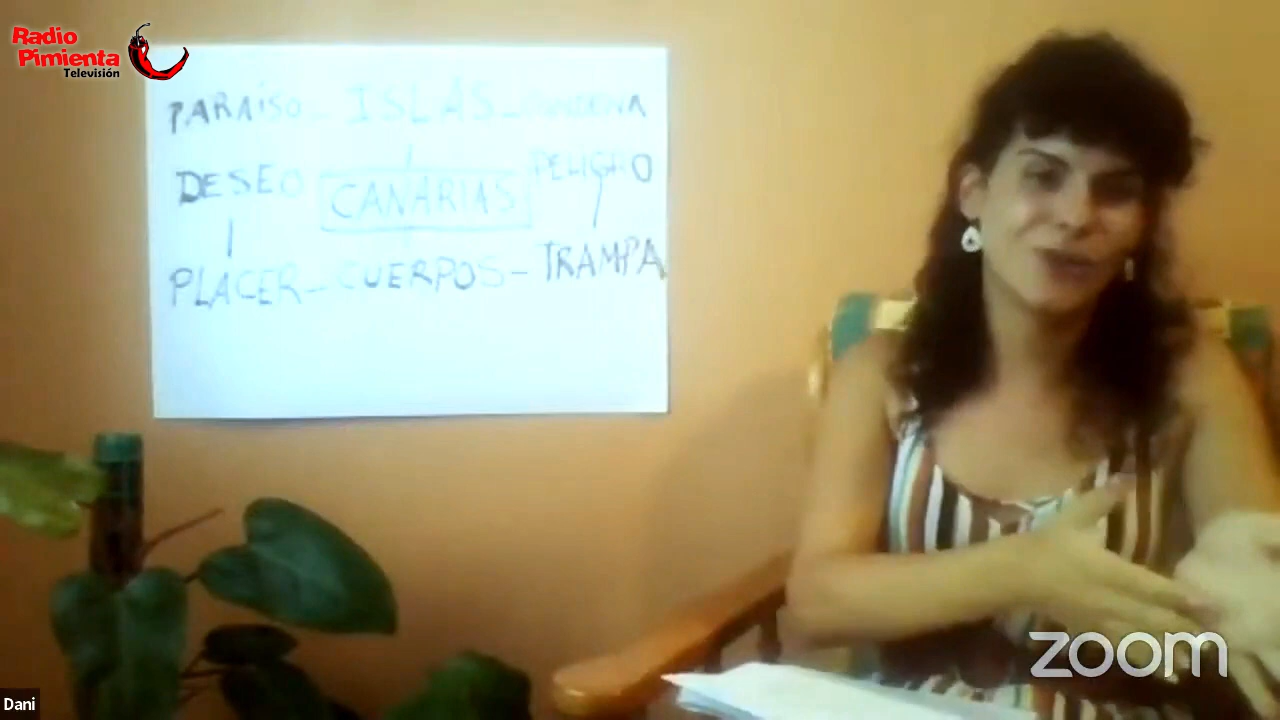 Radio
Pimienta
Televisión
PARAÍSO - ISLAS -
DESEO CANARIAS PELIGRO
PLACER - CUERPOS - TRAMPA
zoom
Dani